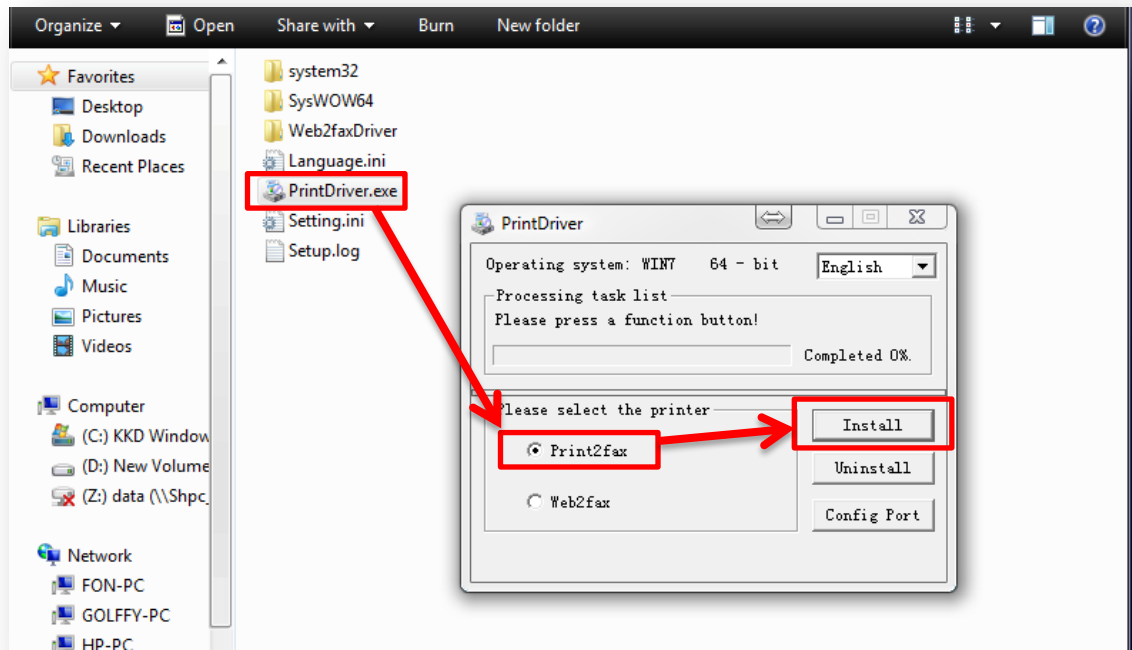 Organize Open Share with Burn New folder
Favorites
Desktop
Downloads
Recent Places
Libraries
Documents
Music
Pictures
Videos
Computer
(C:) KKD Window
(D:) New Volume
(Z:) data (\\Shpc_
Network
FON-PC
GOLFFY-PC
HP-PC
system32
SysWOW64
Web2faxDriver
Language.ini
PrintDriver.exe
Setting.ini
Setup.log
PrintDriver
Operating system: WIN7 64 - bit English
Processing task list
Please press a function button!
Completed 0%.
Please select the printer
Print2fax
Web2fax
Install
Uninstall
Config Port